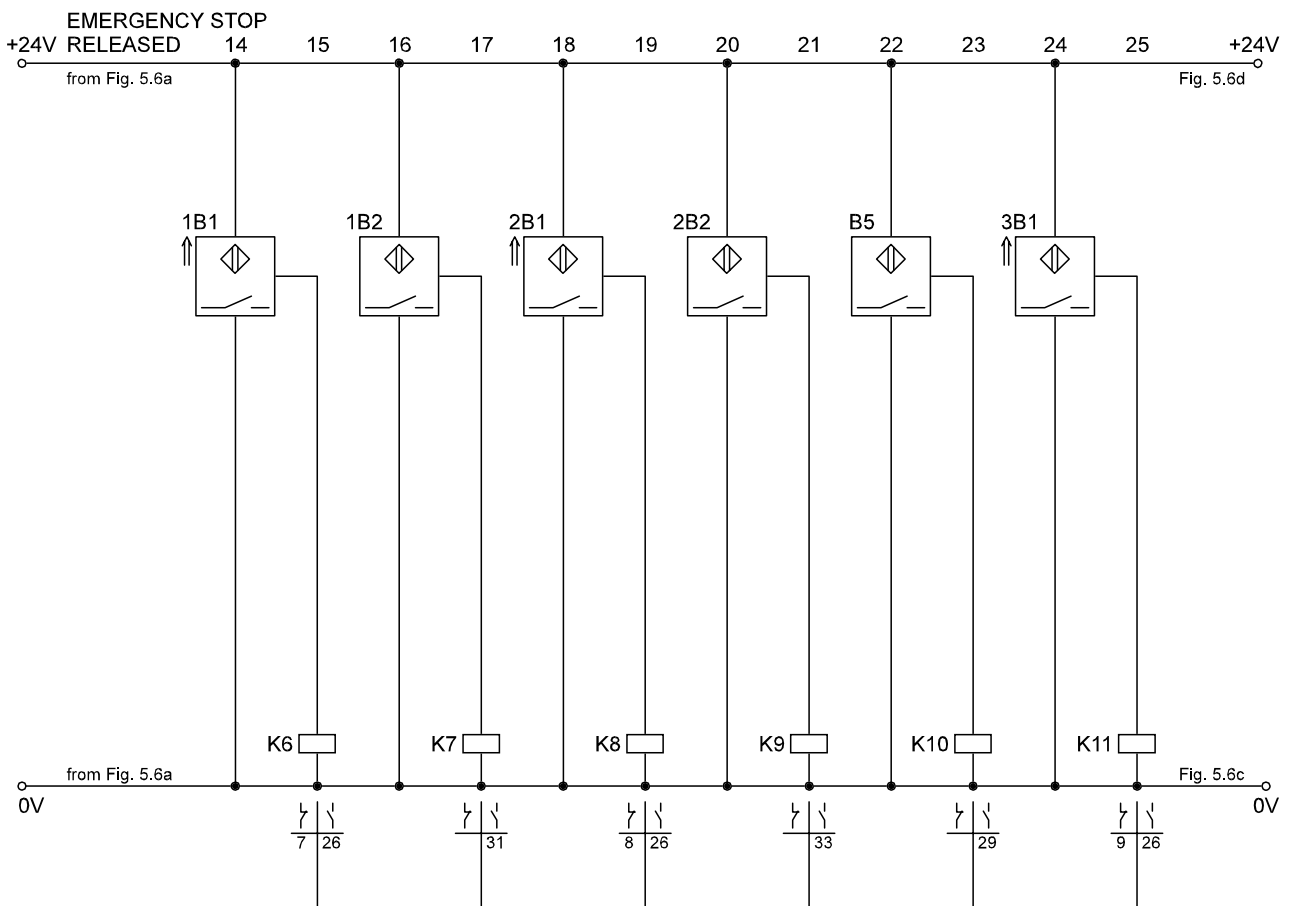 EMERGENCY STOP
+24V RELEASED 14 15 16 17 18 19 20 21 22 23 24 25 +24V
from Fig. 5.6a Fig. 5.6d
1B1 1B2 2B1 2B2 B5 3B1
K6 K7 K8 K9 K10 K11
from Fig. 5.6a Fig. 5.6c
0V 0V
7 26 31 8 26 33 29 9 26